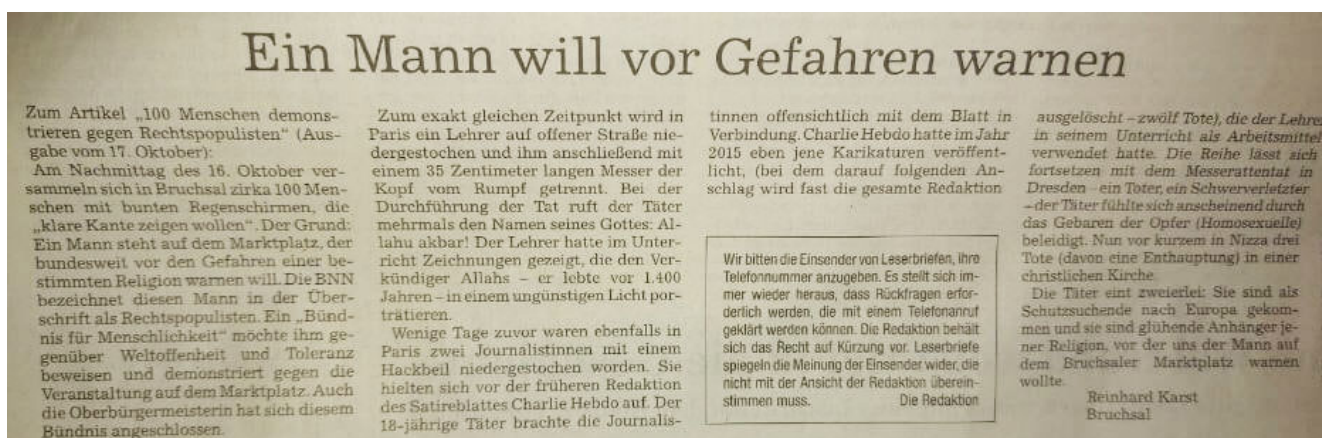 Ein Mann will vor Gefahren warnen
Zum Artikel „100 Menschen demons-
trieren gegen Rechtspopulisten“ (Aus-
gabe vom 17. Oktober):
Am Nachmittag des 16. Oktober ver-
sammeln sich in Bruchsal zirka 100 Men-
schen mit bunten Regenschirmen, die
„klare Kante zeigen wollen“. Der Grund:
Ein Mann steht auf dem Marktplatz, der
bundesweit vor den Gefahren einer be-
stimmten Religion warnen will. Die BNN
bezeichnet diesen Mann in der Über-
schrift als Rechtspopulisten. Ein „Bünd-
nis für Menschlichkeit“ möchte ihm ge-
genüber Weltoffenheit und Toleranz
beweisen und demonstriert gegen die
Veranstaltung auf dem Marktplatz. Auch
die Oberbürgermeisterin hat sich diesem
Bündnis angeschlossen.
Zum exakt gleichen Zeitpunkt wird in
Paris ein Lehrer auf offener Straße nie-
dergestochen und ihm anschließend mit
einem 35 Zentimeter langen Messer der
Kopf vom Rumpf getrennt. Bei der
Durchführung der Tat ruft der Täter
mehrmals den Namen seines Gottes: Al-
lahu akbar! Der Lehrer hatte im Unter-
richt Zeichnungen gezeigt, die den Ver-
kündiger Allahs – er lebte vor 1.400
Jahren – in einem ungünstigen Licht por-
trätieren.
Wenige Tage zuvor waren ebenfalls in
Paris zwei Journalistinnen mit einem
Hackbeil niedergestochen worden. Sie
hielten sich vor der früheren Redaktion
des Satireblattes Charlie Hebdo auf. Der
18-jährige Täter brachte die Journalis-
tinnen offensichtlich mit dem Blatt in
Verbindung. Charlie Hebdo hatte im Jahr
2015 eben jene Karikaturen veröffent-
licht, (bei dem darauf folgenden An-
schlag wird fast die gesamte Redaktion
ausgelöscht – zwölf Tote), die der Lehrer
in seinem Unterricht als Arbeitsmittel
verwendet hatte. Die Reihe lässt sich
fortsetzen mit dem Messerattentat in
Dresden – ein Toter, ein Schwerverletzter
– der Täter fühlte sich anscheinend durch
das Gebaren der Opfer (Homosexuelle)
beleidigt. Nun vor kurzem in Nizza drei
Tote (davon eine Enthauptung) in einer
christlichen Kirche.
Die Täter eint zweierlei: Sie sind als
Schutzsuchende nach Europa gekom-
men und sie sind glühende Anhänger je-
ner Religion, vor der uns der Mann auf
dem Bruchsaler Marktplatz warnen
wollte.
Reinhard Karst
Bruchsal
Wir bitten die Einsender von Leserbriefen, ihre
Telefonnummer anzugeben. Es stellt sich im-
mer wieder heraus, dass Rückfragen erfor-
derlich werden, die mit einem Telefonanruf
geklärt werden können. Die Redaktion behält
sich das Recht auf Kürzung vor. Leserbriefe
spiegeln die Meinung der Einsender wider, die
nicht mit der Ansicht der Redaktion überein-
stimmen muss. Die Redaktion